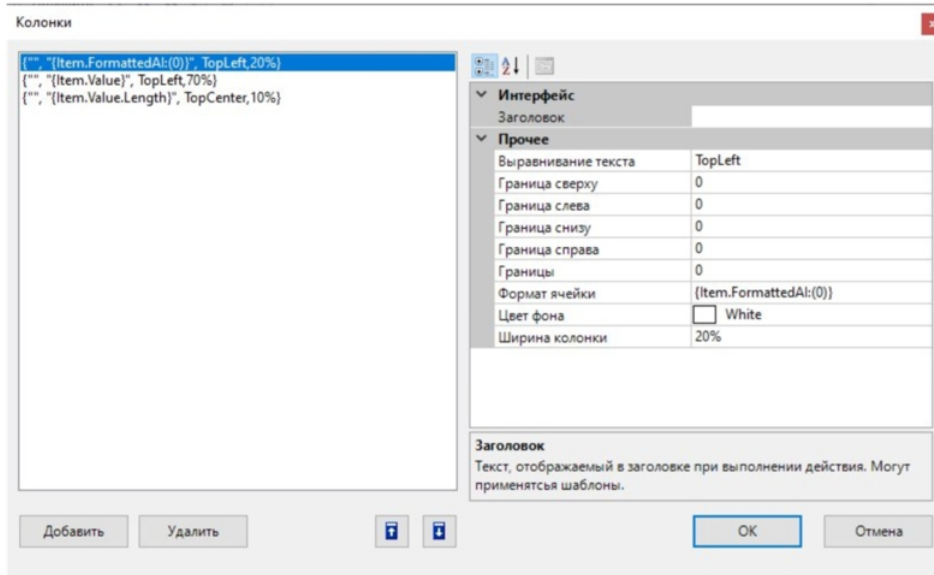 Колонки
{"", "{Item.FormattedAI:(0)}", TopLeft,20%}
{"", "{Item.Value}", TopLeft,70%}
{"", "{Item.Value.Length}", TopCenter,10%}
Интерфейс
Заголовок
Прочее
Выравнивание текста TopLeft
Граница сверху 0
Граница слева 0
Граница снизу 0
Граница справа 0
Границы 0
Формат ячейки {Item.FormattedAI:(0)}
Цвет фона White
Ширина колонки 20%
Заголовок
Текст, отображаемый в заголовке при выполнении действия. Могут
применятсья шаблоны.
Добавить Удалить OK Отмена